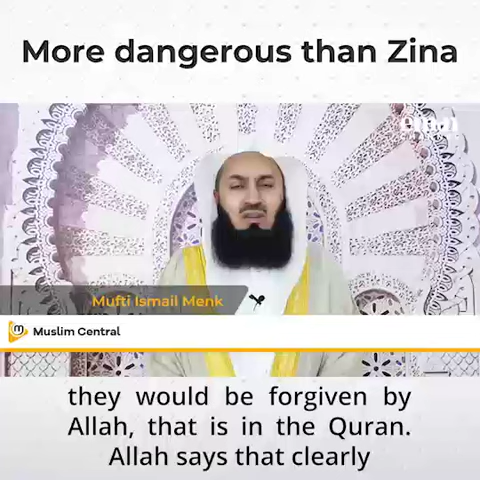 More dangerous than Zina
eman
Mufti Ismail Menk
m Muslim Central
they would be forgiven by
Allah, that is in the Quran.
Allah says that clearly